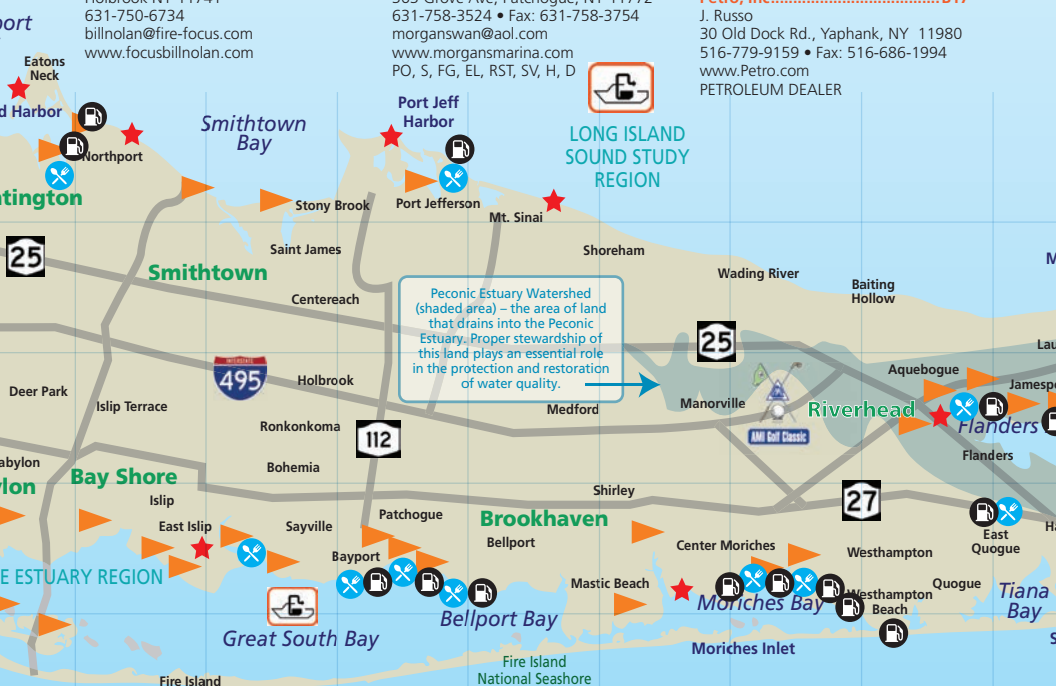 Holbrook NY 11741
631-750-6734
billnolan@fire-focus.com
www.focusbillnolan.com
631-758-3524 • Fax: 631-758-3754
morganswan@aol.com
www.morgansmarina.com
PO, S, FG, EL, RST, SV, H, D
J. Russo
30 Old Dock Rd., Yaphank, NY 11980
516-779-9159 • Fax: 516-686-1994
www.Petro.com
PETROLEUM DEALER
Eatons
Neck
Harbor
Northport
Smithtown
Bay
Port Jeff
Harbor
LONG ISLAND
SOUND STUDY
REGION
Stony Brook
Port Jefferson
Mt. Sinai
25
Saint James
Shoreham
Smithtown
Wading River
Baiting
Hollow
Centereach
Peconic Estuary Watershed
(shaded area) – the area of land
that drains into the Peconic
Estuary. Proper stewardship of
this land plays an essential role
in the protection and restoration
of water quality.
25
INTERSTATE
495
Holbrook
Deer Park
Islip Terrace
Medford
Manorville
Aquebogue
Riverhead
AMI Golf Classic
Flanders
Flanders
Ronkonkoma
112
Bohemia
Bay Shore
Islip
Shirley
27
Patchogue
Brookhaven
East Islip
Sayville
Bellport
Bayport
Center Moriches
Westhampton
East
Quogue
ESTUARY REGION
Mastic Beach
Moriches Bay
Westhampton
Beach
Quogue
Tiana
Bay
Great South Bay
Bellport Bay
Moriches Inlet
Fire Island
National Seashore
Fire Island